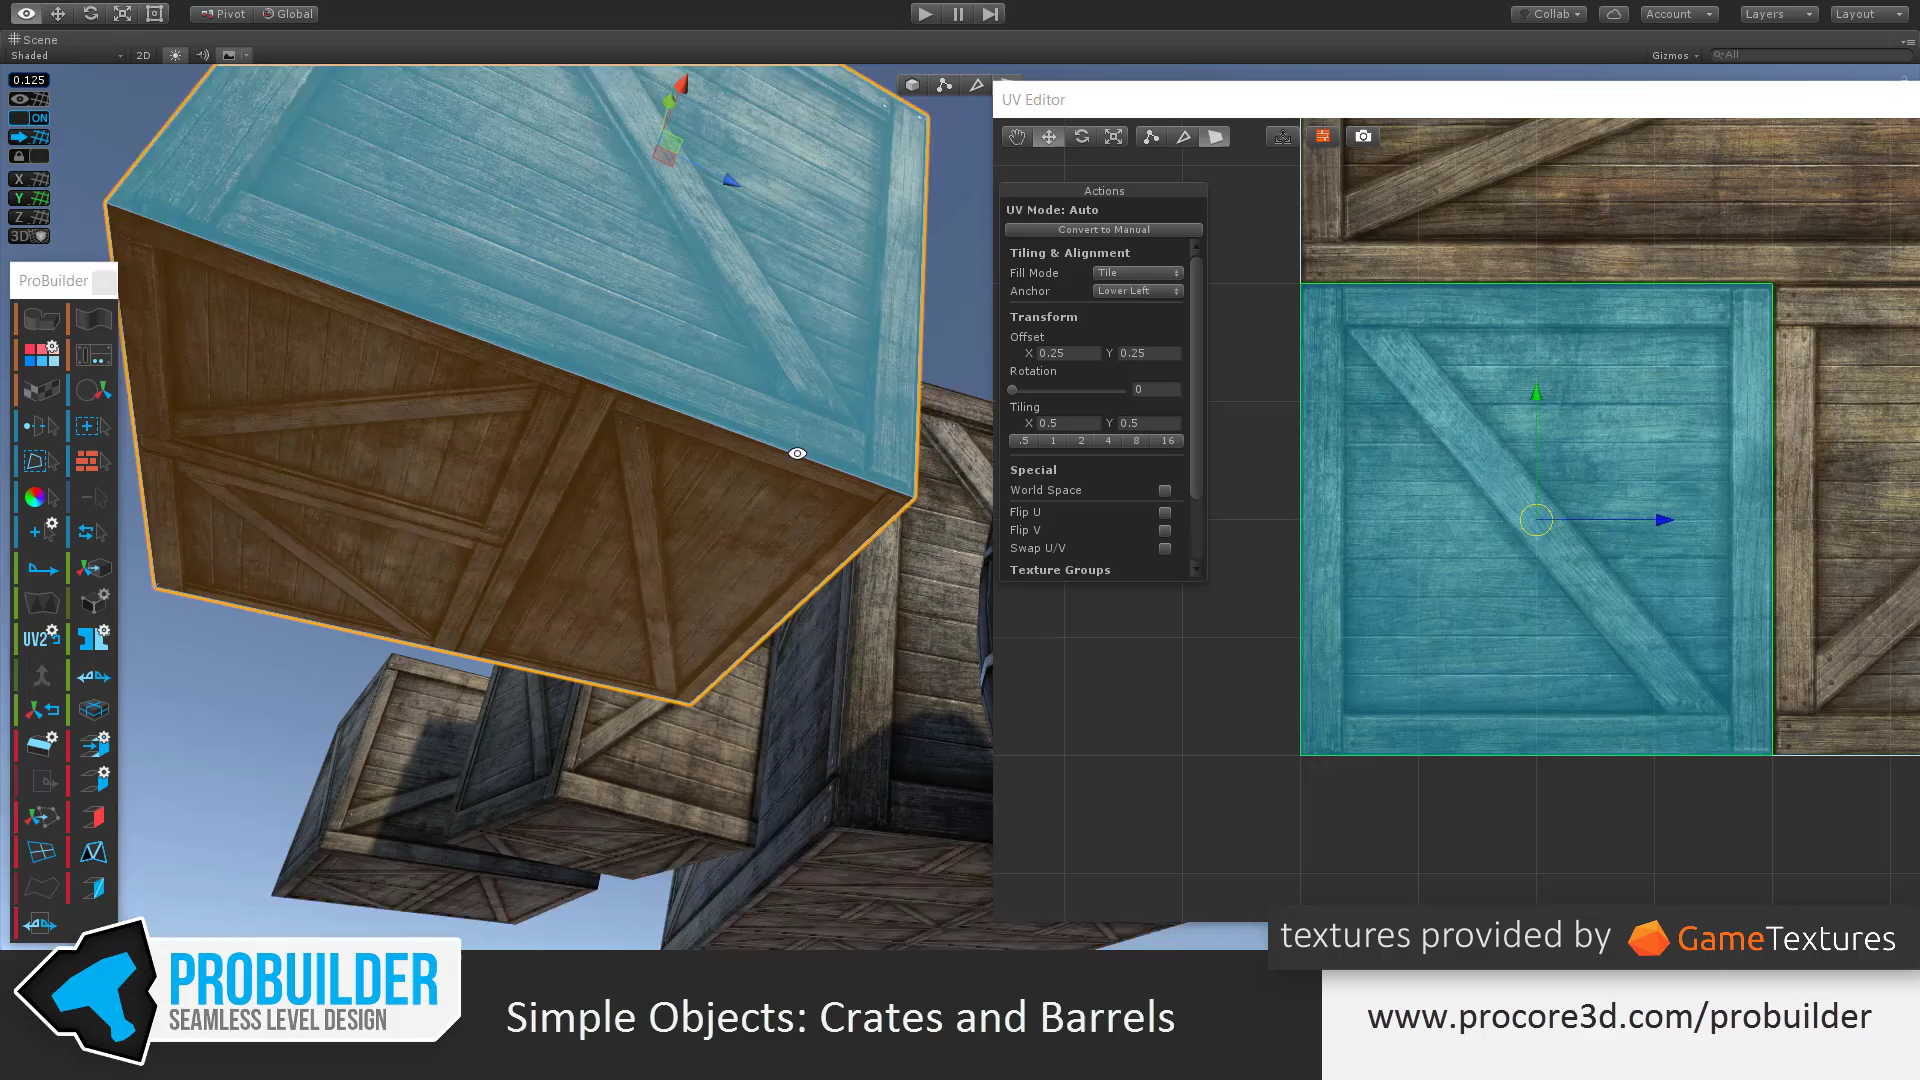 Pivot
Global
Collab
Account
Layers
Layout
Scene
Shaded
2D
Gizmos
All
0.125
ON
X
Y
Z
3D
ProBuilder
UV2
UV Editor
Actions
UV Mode: Auto
Convert to Manual
Tiling & Alignment
Fill Mode Tile
Anchor Lower Left
Transform
Offset
X 0.25 Y 0.25
Rotation
0
Tiling
X 0.5 Y 0.5
.5 1 2 4 8 16
Special
World Space
Flip U
Flip V
Swap U/V
Texture Groups
textures provided by GameTextures
PROBUILDER
SEAMLESS LEVEL DESIGN
Simple Objects: Crates and Barrels
www.procore3d.com/probuilder